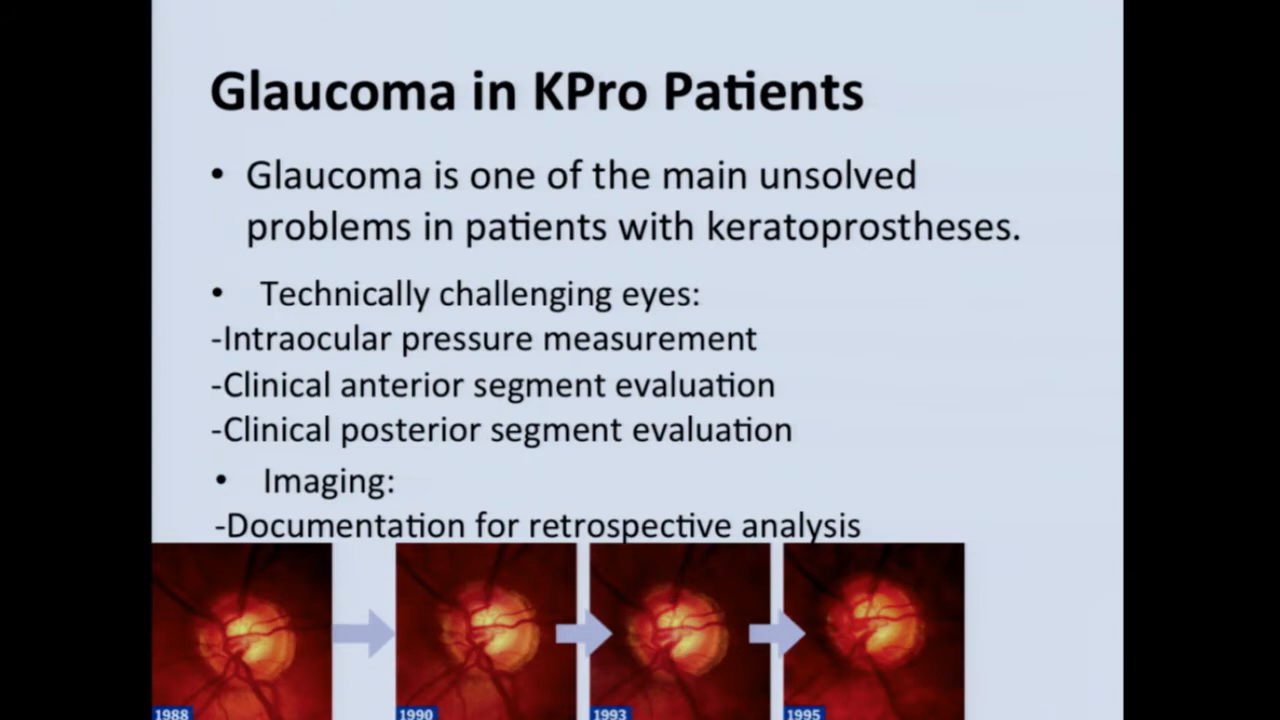 Glaucoma in KPro Patients
• Glaucoma is one of the main unsolved
problems in patients with keratoprostheses.
• Technically challenging eyes:
-Intraocular pressure measurement
-Clinical anterior segment evaluation
-Clinical posterior segment evaluation
• Imaging:
-Documentation for retrospective analysis
1988 1990 1993 1995